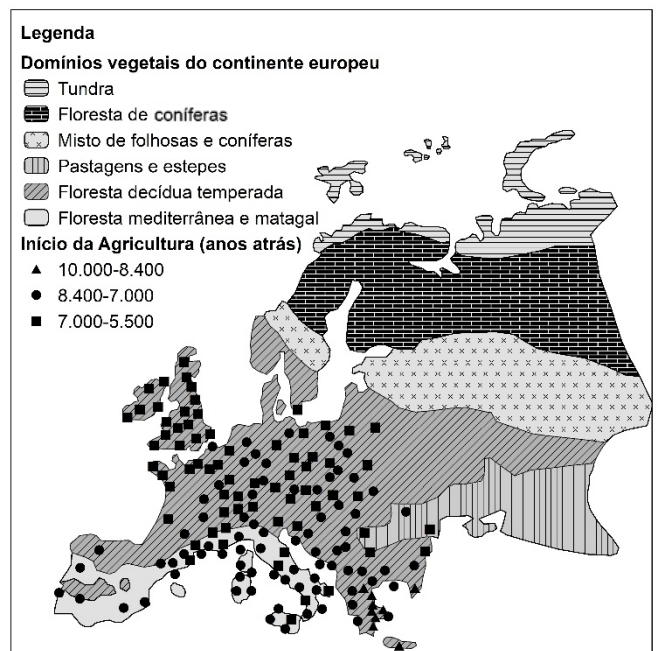 Legenda
Domínios vegetais do continente europeu
Tundra
Floresta de coníferas
Misto de folhosas e coníferas
Pastagens e estepes
Floresta decídua temperada
Floresta mediterrânea e matagal
Início da Agricultura (anos atrás)
10.000-8.400
8.400-7.000
7.000-5.500